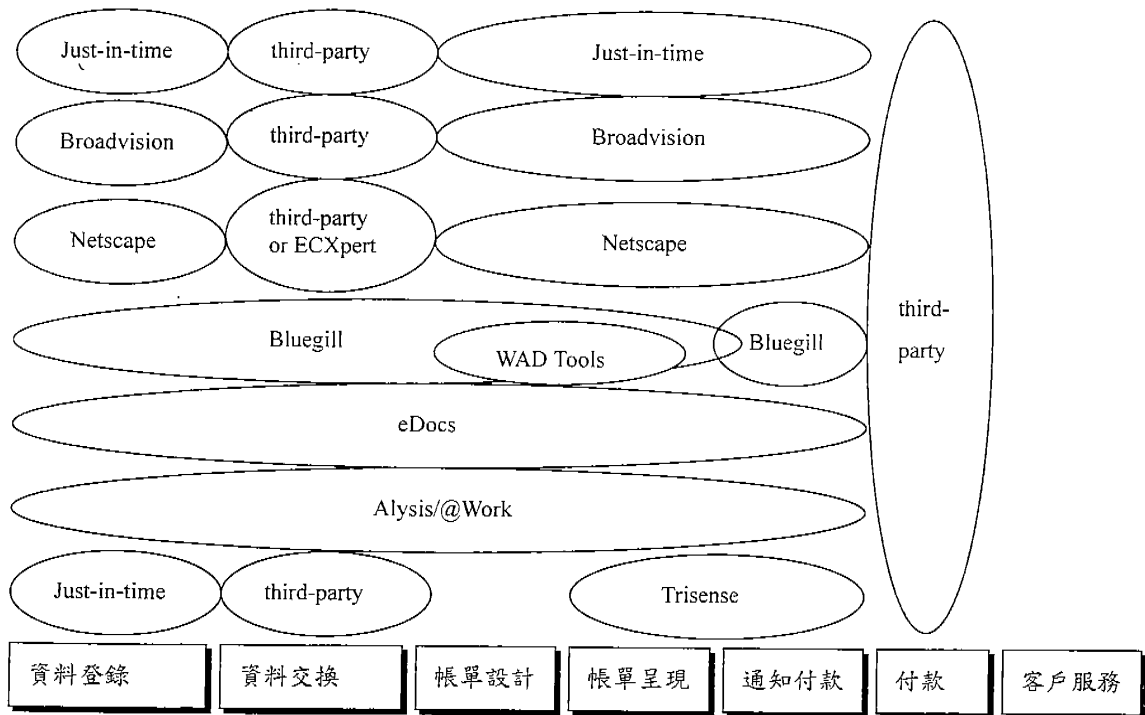 Just-in-time third-party Just-in-time
Broadvision third-party Broadvision
third-party
or ECXpert
Netscape Netscape
third-
party
Bluegill WAD Tools Bluegill
eDocs
Alysis/@Work
Just-in-time third-party Trisense
資料登錄 資料交換 帳單設計 帳單呈現 通知付款 付款 客戶服務